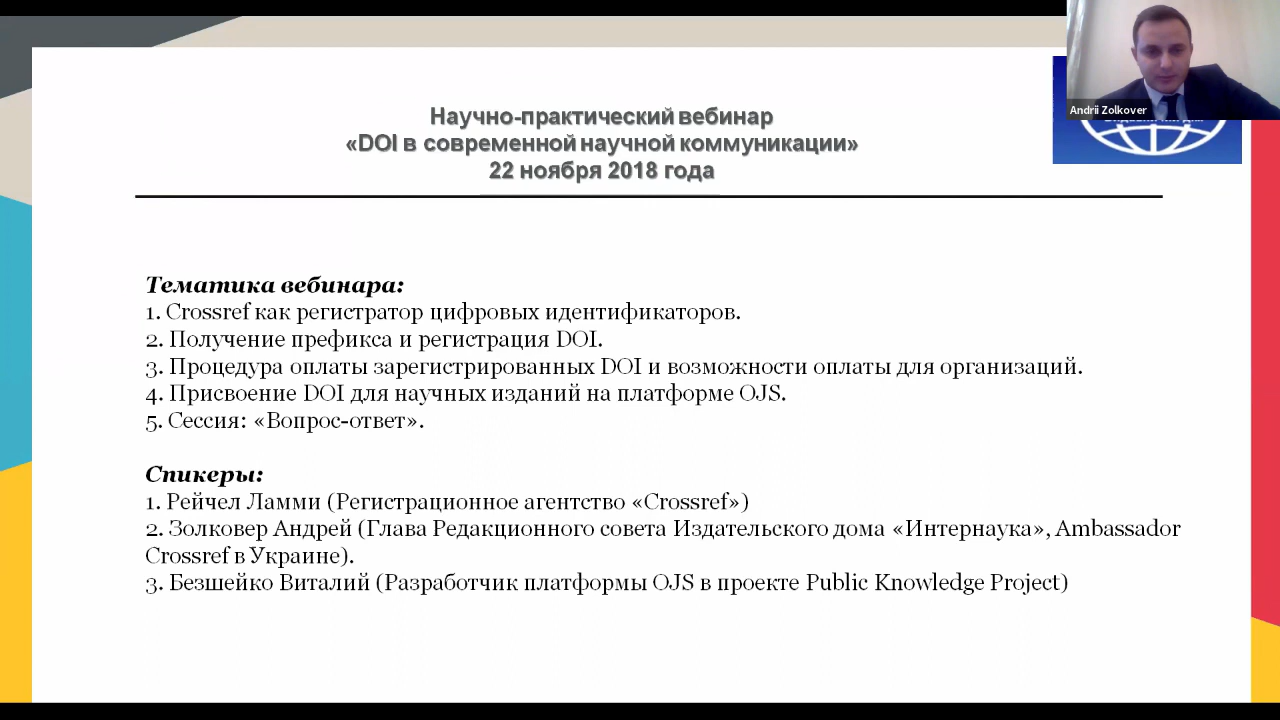 Научно-практический вебинар
«DOI в современной научной коммуникации»
22 ноября 2018 года
Andrii Zolkover
Тематика вебинара:
1. Crossref как регистратор цифровых идентификаторов.
2. Получение префикса и регистрация DOI.
3. Процедура оплаты зарегистрированных DOI и возможности оплаты для организаций.
4. Присвоение DOI для научных изданий на платформе OJS.
5. Сессия: «Вопрос-ответ».
Спикеры:
1. Рейчел Ламми (Регистрационное агентство «Crossref»)
2. Золковер Андрей (Глава Редакционного совета Издательского дома «Интернаука», Ambassador
Crossref в Украине).
3. Безшейко Виталий (Разработчик платформы OJS в проекте Public Knowledge Project)